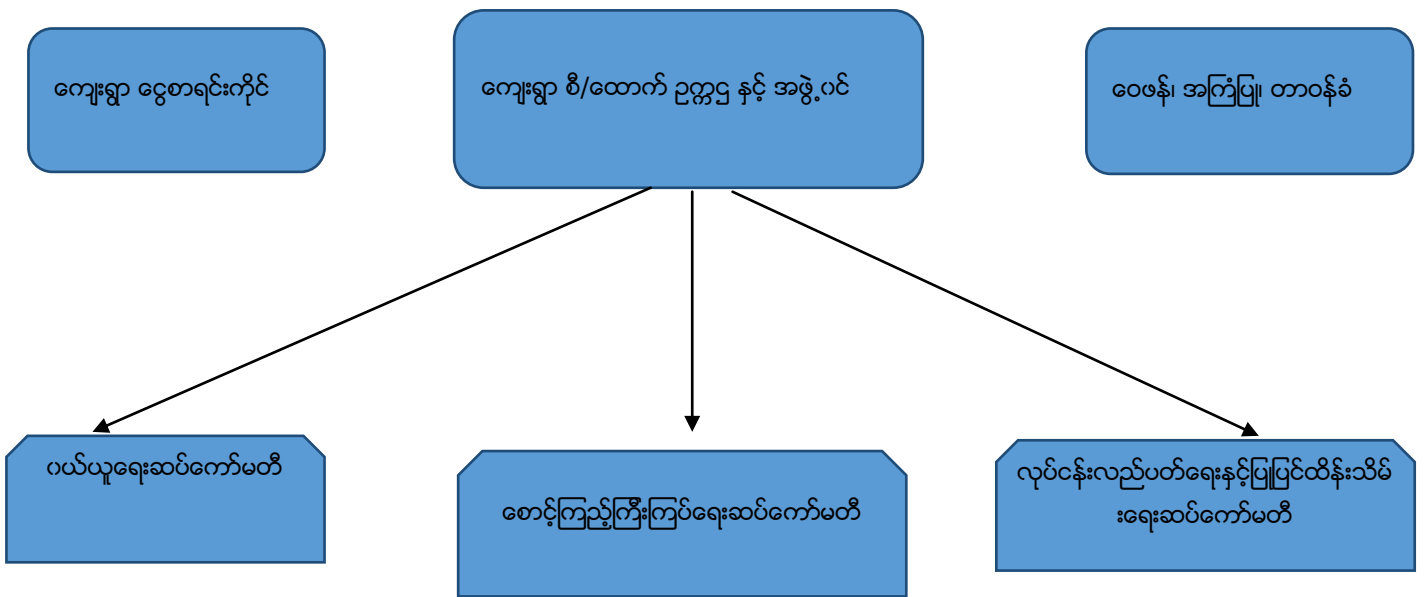 ကျေးရွာ ငွေစာရင်းကိုင်
ကျေးရွာ စီ/ထောက် ဥက္ကဌ နှင့် အဖွဲ့ဝင်
ဝေဖန်၊ အကြံပြု၊ တာဝန်ခံ
ဝယ်ယူရေးဆပ်ကော်မတီ
စောင့်ကြည့်ကြီးကြပ်ရေးဆပ်ကော်မတီ
လုပ်ငန်းလည်ပတ်ရေးနှင့်ပြုပြင်ထိန်းသိမ်
းရေးဆပ်ကော်မတီ